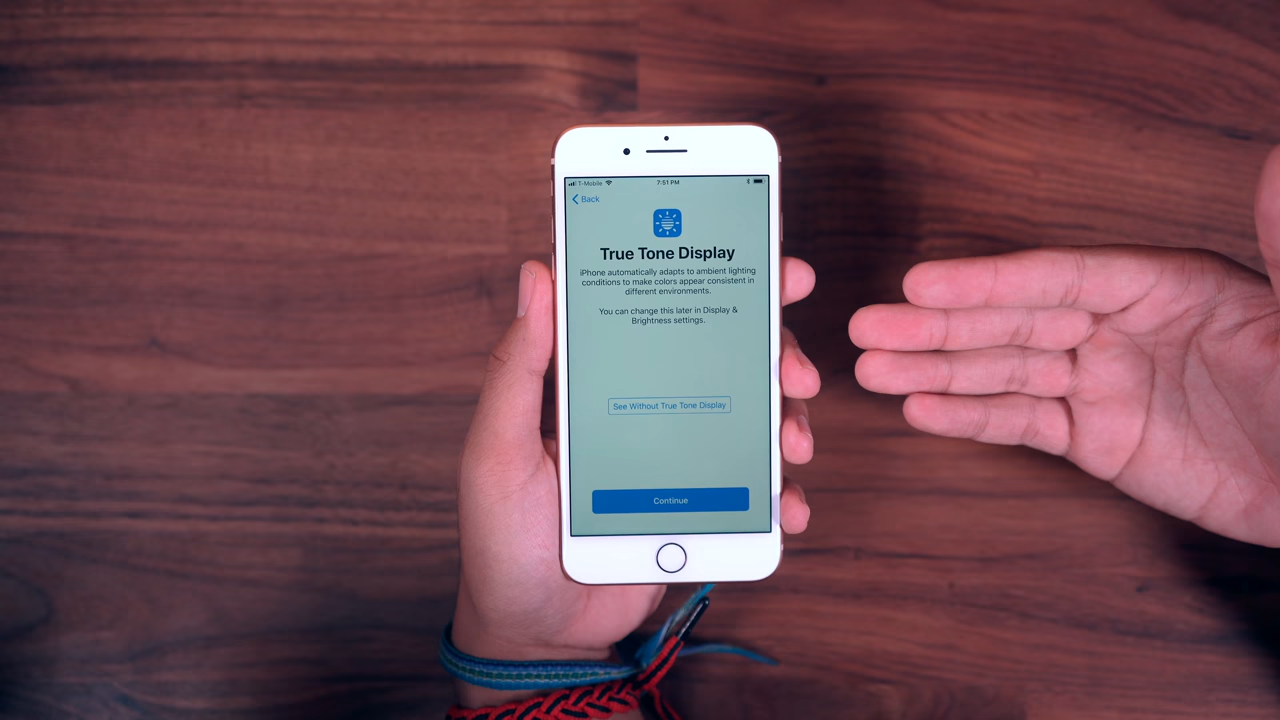 T-Mobile
7:51 PM
Back
True Tone Display
iPhone automatically adapts to ambient lighting
conditions to make colors appear consistent in
different environments.
You can change this later in Display &
Brightness settings.
See Without True Tone Display
Continue